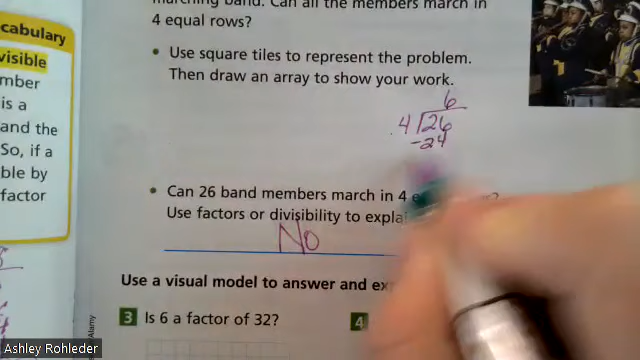 marching band. Can all the members march in
4 equal rows?
cabulary
visible
mber
is a
and the
So, if a
ble by
factor
• Use square tiles to represent the problem.
Then draw an array to show your work.
6
4 26
-24
• Can 26 band members march in 4
Use factors or divisibility to
No
Use a visual model to answer and
3 Is 6 a factor of 32?
4
Alamy
Ashley Rohleder